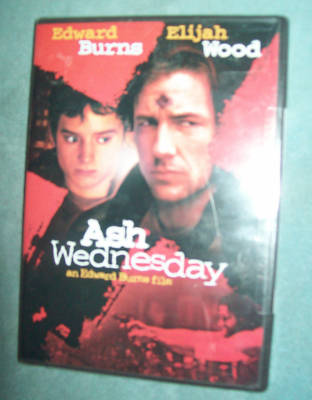 Edward Elijah
Burns Wood
Ash
Wednesday
an Edward Burns film